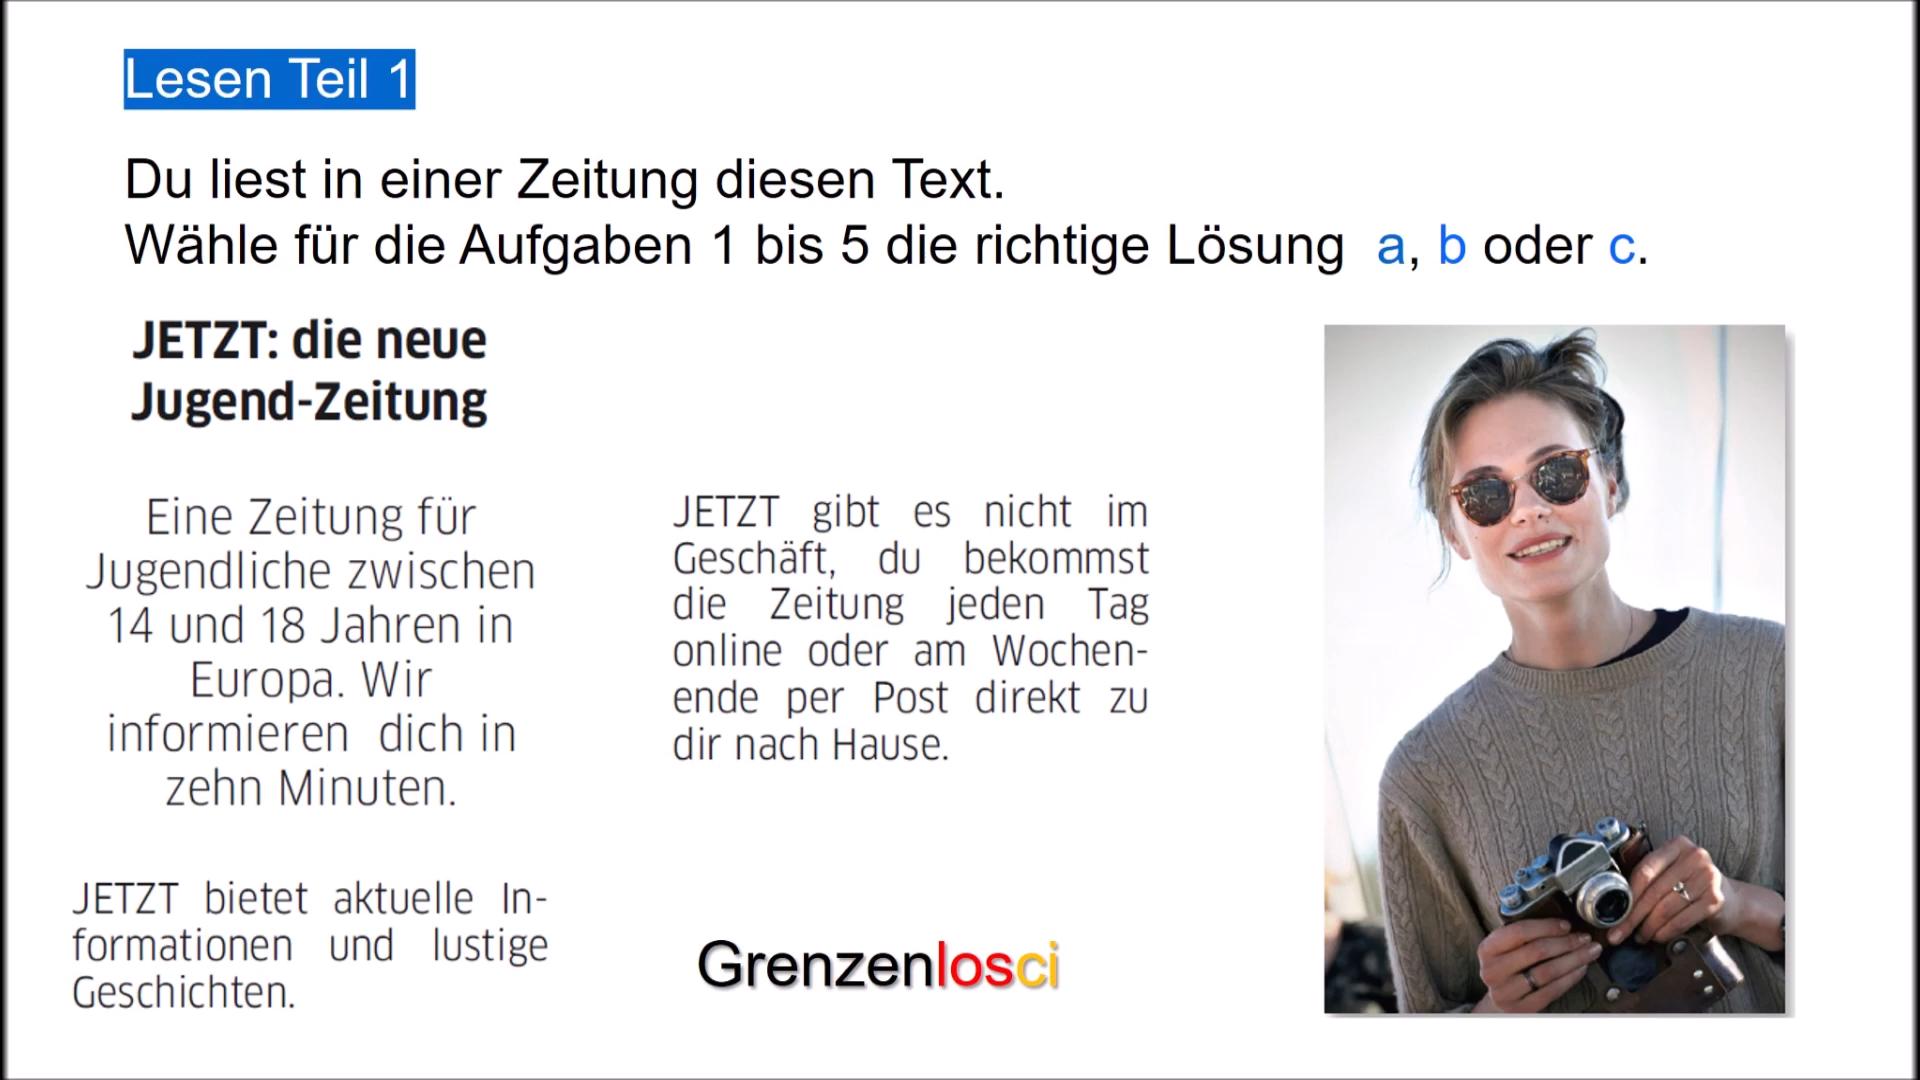 Lesen Teil 1
Du liest in einer Zeitung diesen Text.
Wähle für die Aufgaben 1 bis 5 die richtige Lösung a, b oder c.
JETZT: die neue
Jugend-Zeitung
Eine Zeitung für
Jugendliche zwischen
14 und 18 Jahren in
Europa. Wir
informieren dich in
zehn Minuten.
JETZT bietet aktuelle In-
formationen und lustige
Geschichten.
JETZT gibt es nicht im
Geschäft, du bekommst
die Zeitung jeden Tag
online oder am Wochen-
ende per Post direkt zu
dir nach Hause.
Grenzenlosci